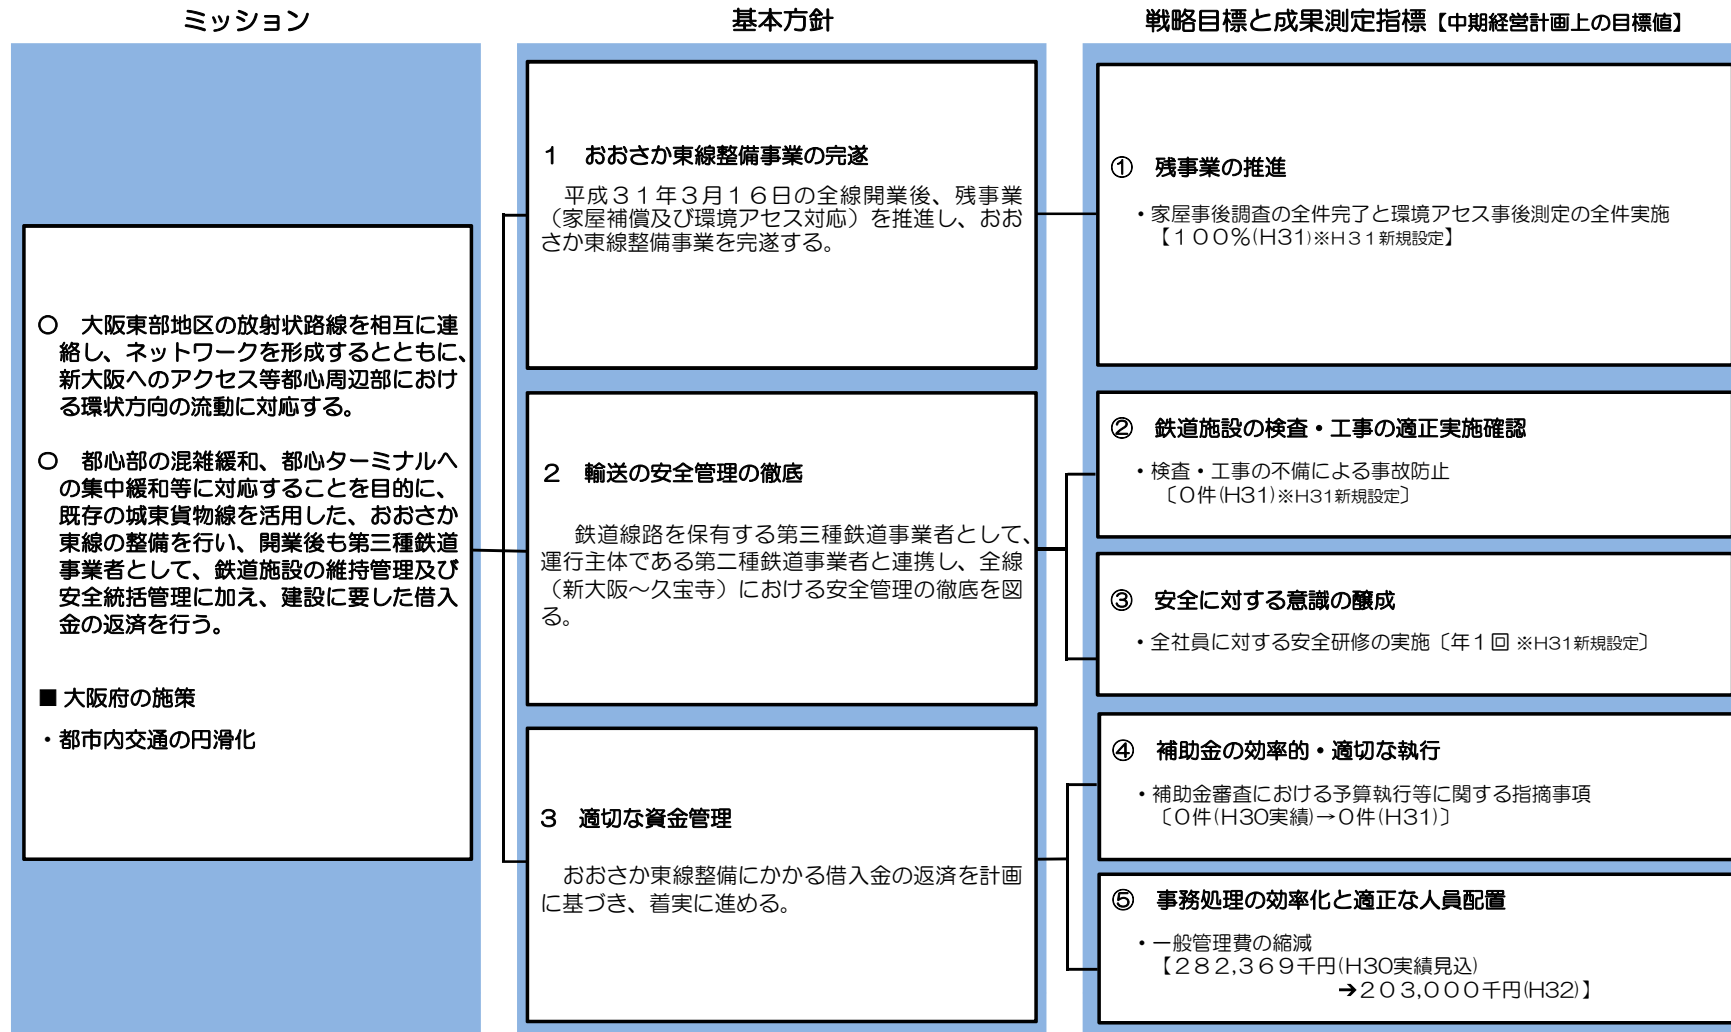 ミッション
○　大阪東部地区の放射状路線を相互に連
絡し、ネットワークを形成するとともに、
新大阪へのアクセス等都心周辺部におけ
る環状方向の流動に対応する。
○　都心部の混雑緩和、都心ターミナルへ
の集中緩和等に対応することを目的に、
既存の城東貨物線を活用した、おおさか
東線の整備を行い、開業後も第三種鉄道
事業者として、鉄道施設の維持管理及び
安全統括管理に加え、建設に要した借入
金の返済を行う。
■ 大阪府の施策
・都市内交通の円滑化
基本方針
１　おおさか東線整備事業の完遂
平成３１年３月１６日の全線開業後、残事業
（家屋補償及び環境アセス対応）を推進し、おお
さか東線整備事業を完遂する。
２　輸送の安全管理の徹底
鉄道線路を保有する第三種鉄道事業者として、
運行主体である第二種鉄道事業者と連携し、全線
（新大阪～久宝寺）における安全管理の徹底を図
る。
３　適切な資金管理
おおさか東線整備にかかる借入金の返済を計画
に基づき、着実に進める。
戦略目標と成果測定指標【中期経営計画上の目標値】
①　残事業の推進
・家屋事後調査の全件完了と環境アセス事後測定の全件実施
【１００％(H31)※H３１新規設定】
②　鉄道施設の検査・工事の適正実施確認
・検査・工事の不備による事故防止
〔０件(H31)※H31新規設定〕
③　安全に対する意識の醸成
・全社員に対する安全研修の実施〔年１回 ※H31新規設定〕
④　補助金の効率的・適切な執行
・補助金審査における予算執行等に関する指摘事項
〔０件(H30実績)→０件(H31)〕
⑤　事務処理の効率化と適正な人員配置
・一般管理費の縮減
【２８２,３６９千円(H30実績見込)
➔２０３,０００千円(H32)】